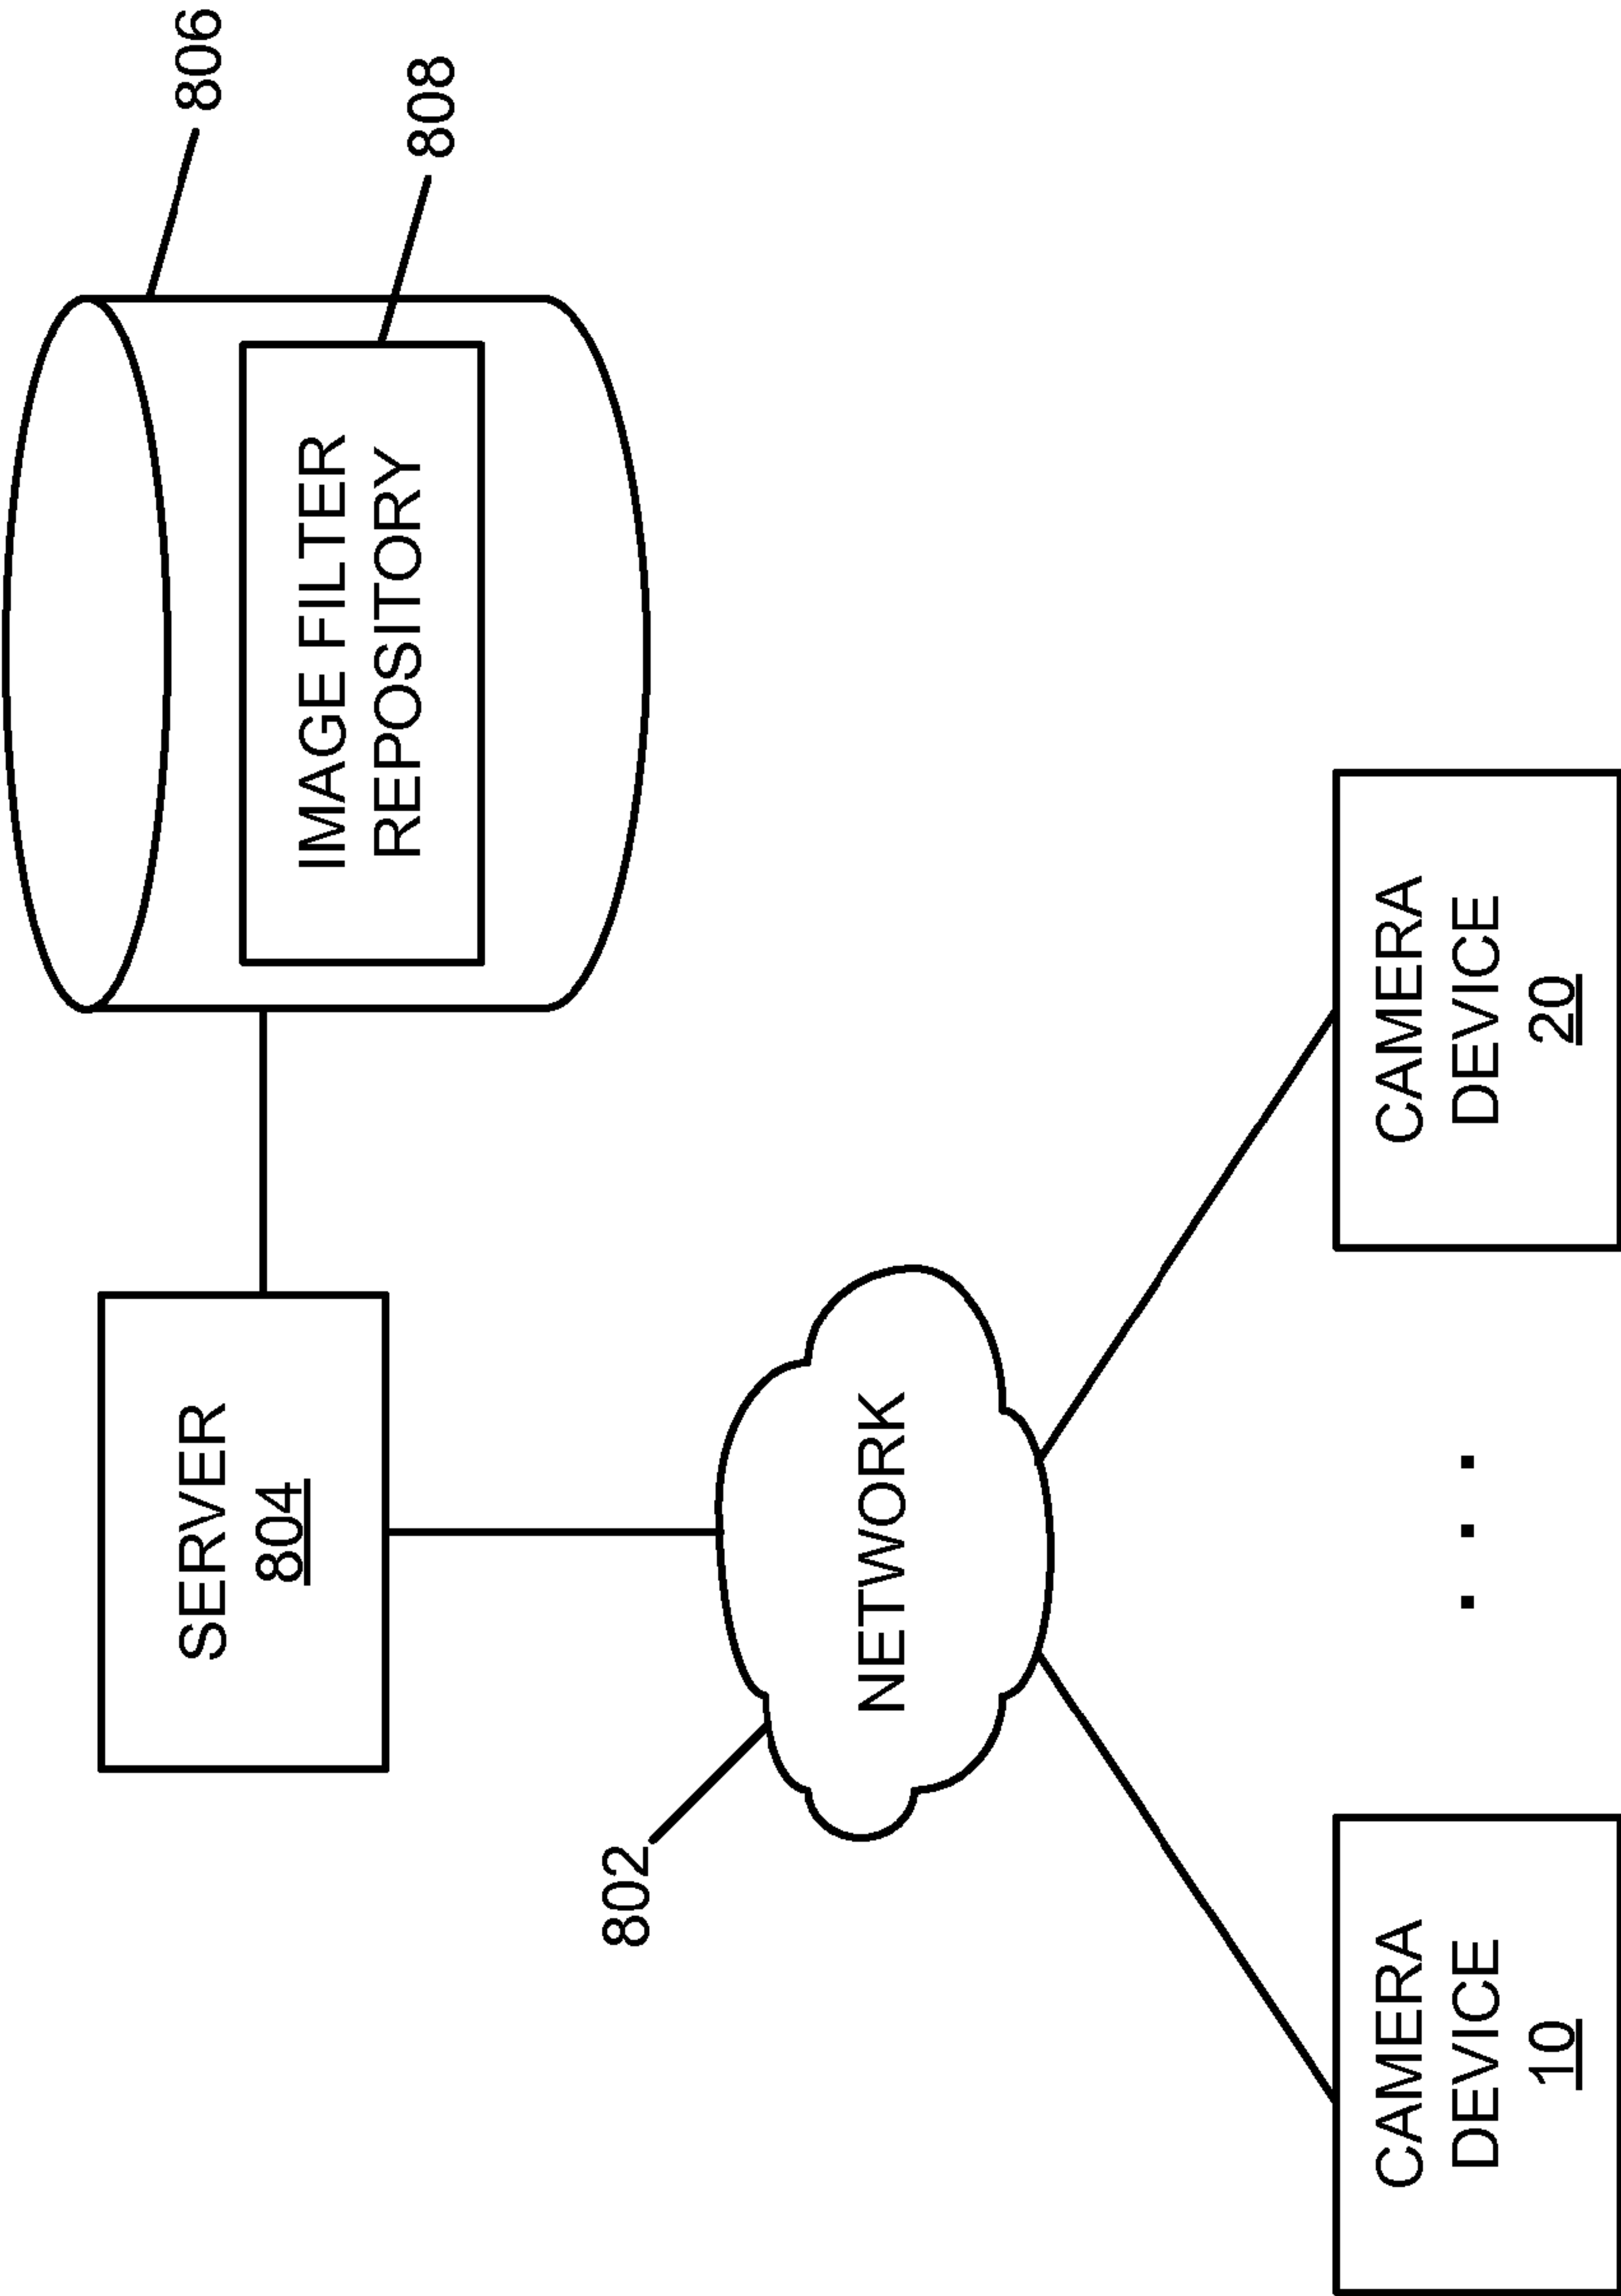 806
808
IMAGE FILTER
REPOSITORY
SERVER
804
802
NETWORK
CAMERA
DEVICE
10
. . .
CAMERA
DEVICE
20